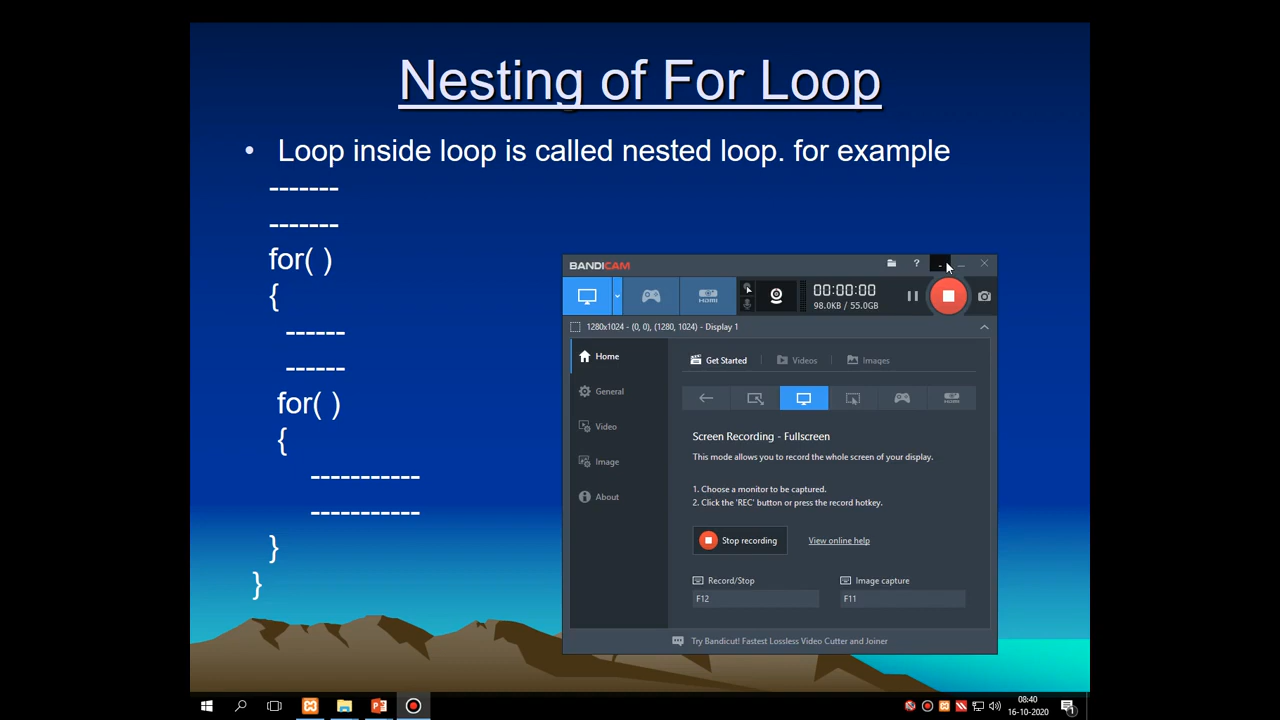 Nesting of For Loop
• Loop inside loop is called nested loop. for example
-------
-------
for( )
{
------
------
for( )
{
-----------
-----------
}
}
BANDICAM
?
HDMI
00:00:00
98.0KB / 55.0GB
1280x1024 - (0, 0), (1280, 1024) - Display 1
Home
General
Video
Image
About
Get Started
Videos
Images
Screen Recording - Fullscreen
This mode allows you to record the whole screen of your display.
1. Choose a monitor to be captured.
2. Click the 'REC' button or press the record hotkey.
Stop recording
View online help
Record/Stop
Image capture
F12
F11
Try Bandicut! Fastest Lossless Video Cutter and Joiner
08:40
16-10-2020
1